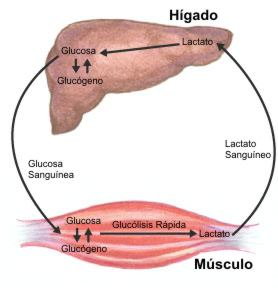 Hígado
Lactato
Glucosa
Glucógeno
Glucosa
Sanguínea
Lactato
Sanguíneo
Glucosa
Glucólisis Rápida
Lactato
Glucógeno
Músculo